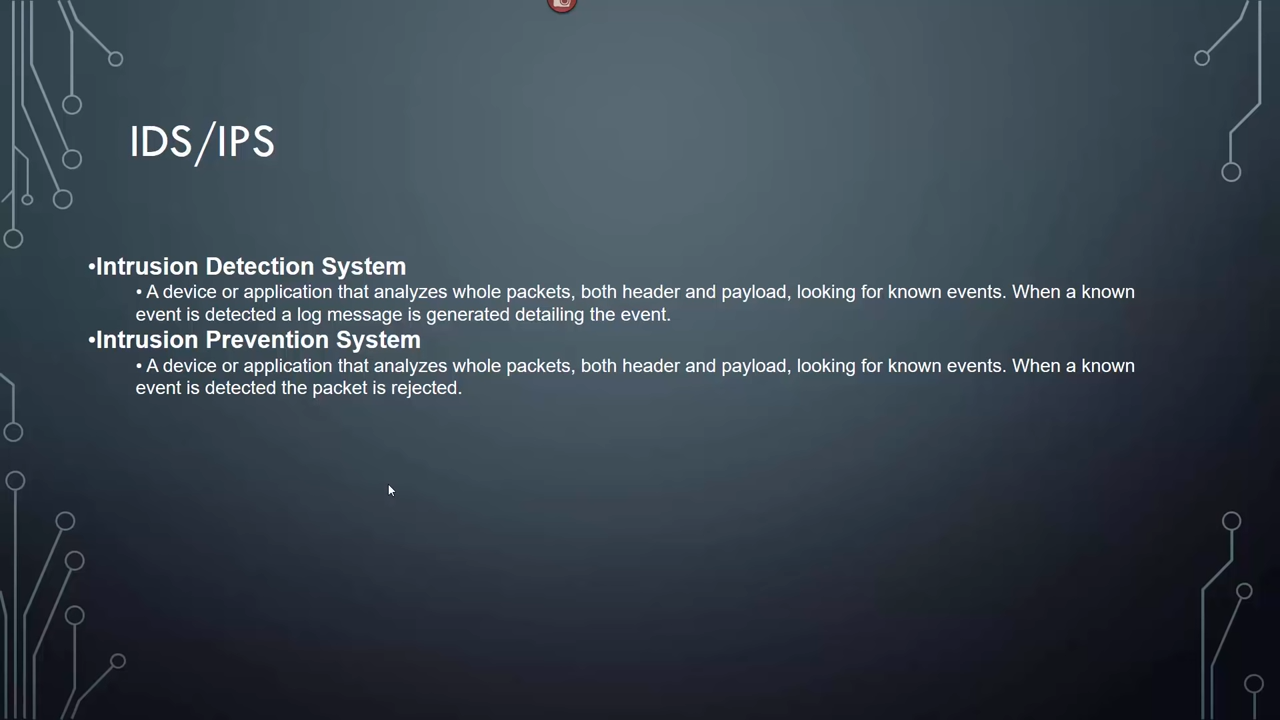 IDS/IPS
•Intrusion Detection System
• A device or application that analyzes whole packets, both header and payload, looking for known events. When a known
event is detected a log message is generated detailing the event.
•Intrusion Prevention System
• A device or application that analyzes whole packets, both header and payload, looking for known events. When a known
event is detected the packet is rejected.